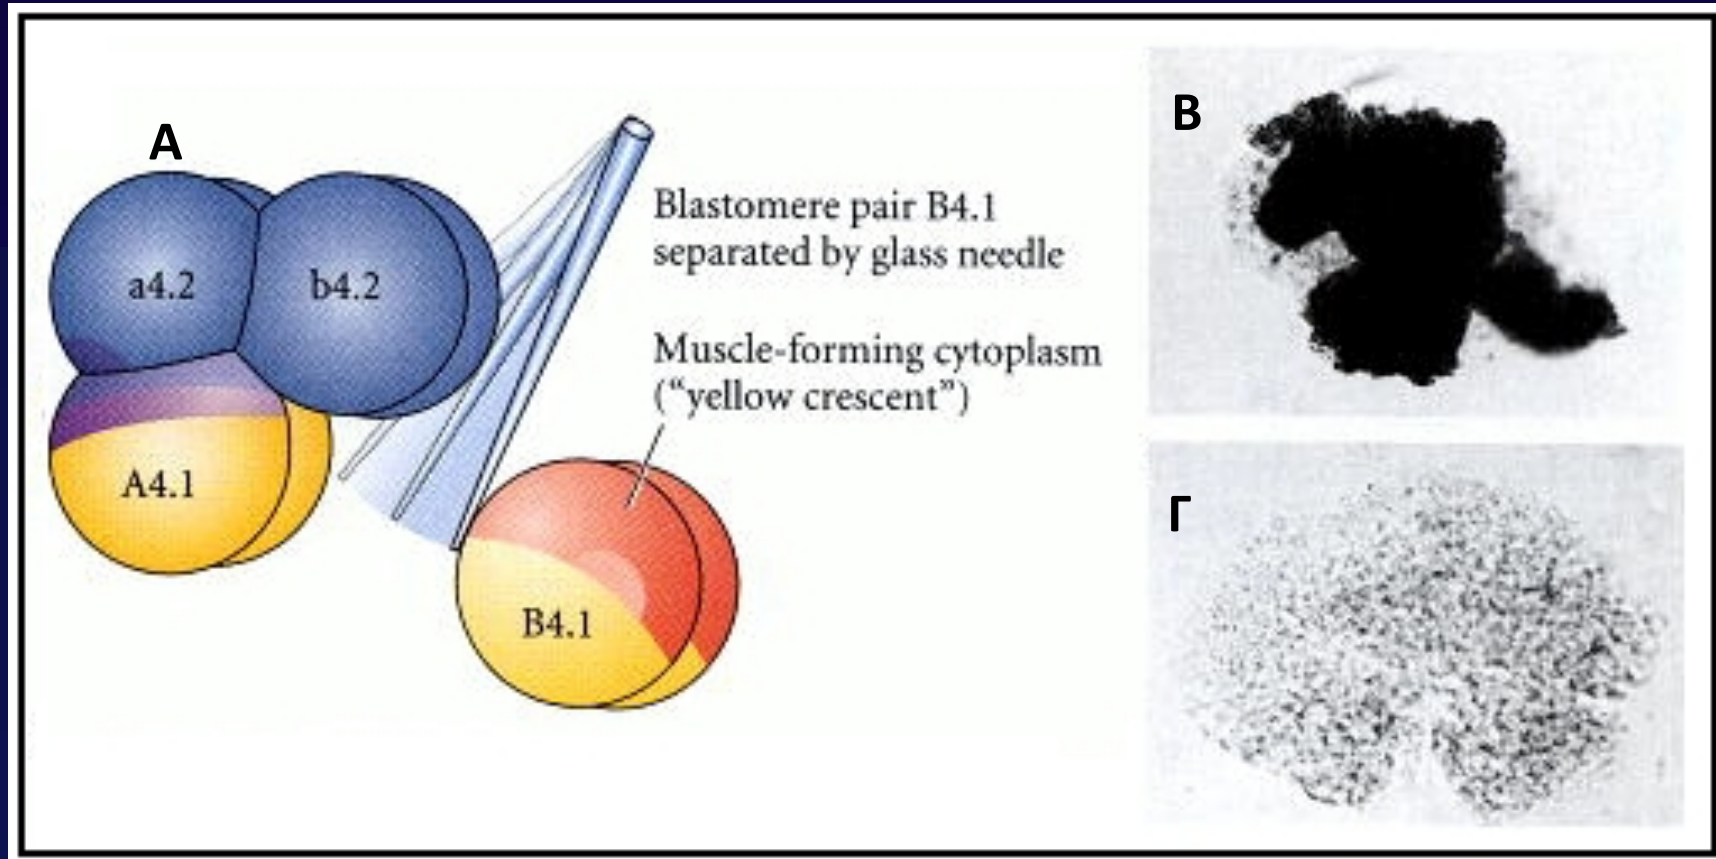 Α
a4.2
b4.2
A4.1
B4.1
Blastomere pair B4.1
separated by glass needle
Muscle-forming cytoplasm
(“yellow crescent”)
Β
Γ